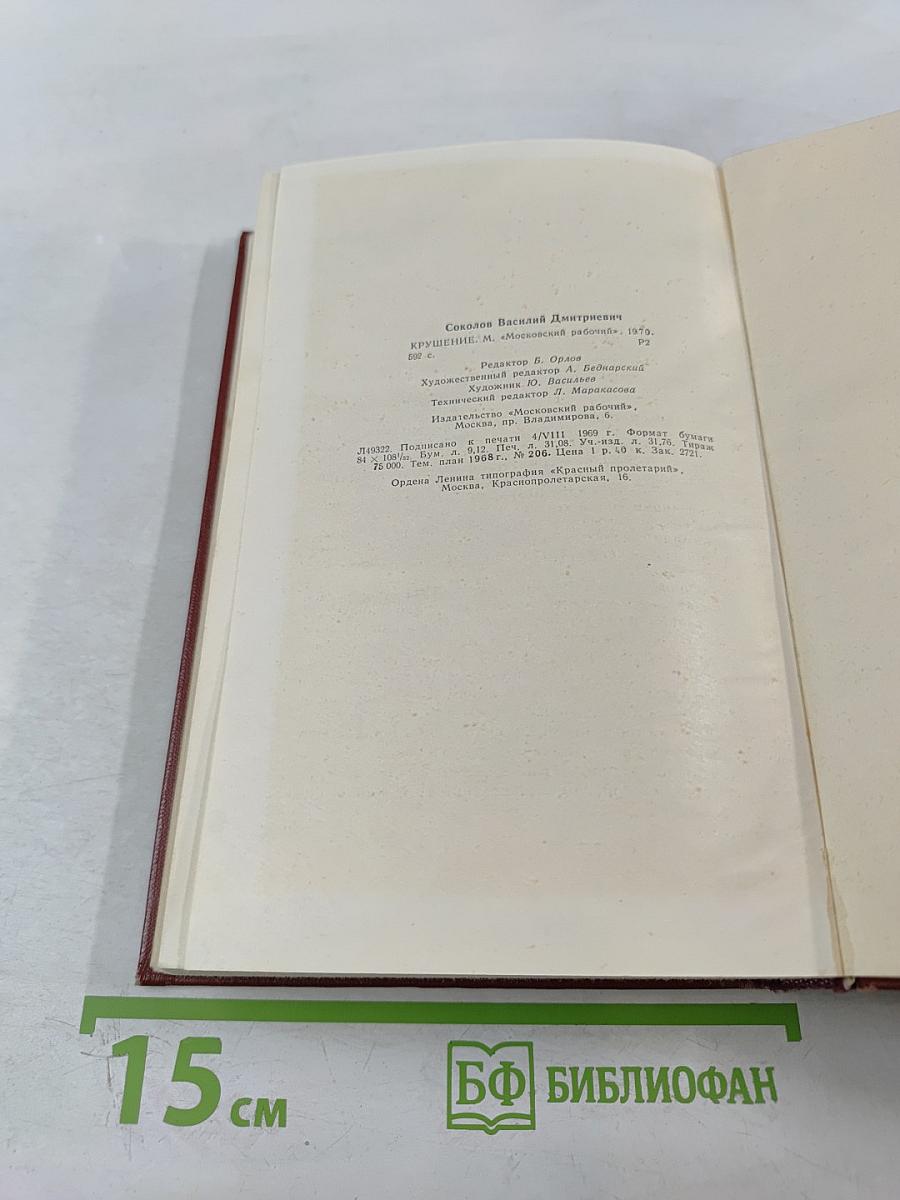 Соколов Василий Дмитриевич
КРУШЕНИЕ. М. «Московский рабочий», 1970.
592 с. Р2
Редактор Б. Орлов
Художественный редактор А. Беднарский
Художник Ю. Васильев
Технический редактор Л. Маракасова
Издательство «Московский рабочий»,
Москва, пр. Владимирова, 6.
Л49322. Подписано к печати 4/VIII 1969 г. Формат бумаги
84 × 108¹/₃₂. Бум. л. 9,12. Печ. л. 31,08. Уч.-изд. л. 31,76. Тираж
75 000. Тем. план 1968 г., № 206. Цена 1 р. 40 к. Зак. 2721.
Ордена Ленина типография «Красный пролетарий»,
Москва, Краснопролетарская, 16.
15 см
БФ БИБЛИОФАН